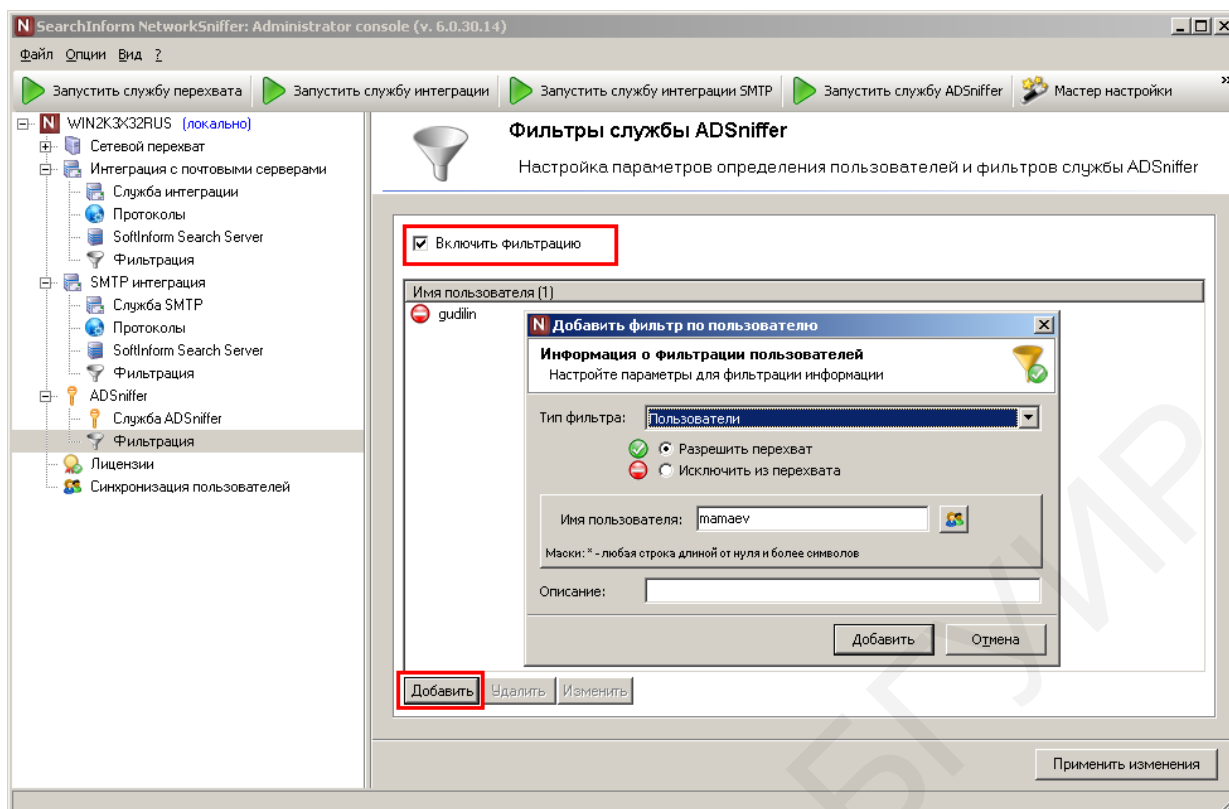 SearchInform NetworkSniffer: Administrator console (v. 6.0.30.14)
Файл Опции Вид ?
Запустить службу перехвата Запустить службу интеграции Запустить службу интеграции SMTP Запустить службу ADSniffer Мастер настройки »
WIN2K3X32RUS (локально)
Сетевой перехват
Интеграция с почтовыми серверами
Служба интеграции
Протоколы
SoftInform Search Server
Фильтрация
SMTP интеграция
Служба SMTP
Протоколы
SoftInform Search Server
Фильтрация
ADSniffer
Служба ADSniffer
Фильтрация
Лицензии
Синхронизация пользователей
Фильтры службы ADSniffer
Настройка параметров определения пользователей и фильтров службы ADSniffer
Включить фильтрацию
Имя пользователя (1)
gudilin
Добавить фильтр по пользователю
Информация о фильтрации пользователей
Настройте параметры для фильтрации информации
Тип фильтра: Пользователи
Разрешить перехват
Исключить из перехвата
Имя пользователя: mamaev
Маски: * - любая строка длиной от нуля и более символов
Описание:
Добавить Отмена
Добавить Удалить Изменить
Применить изменения
БГУИР